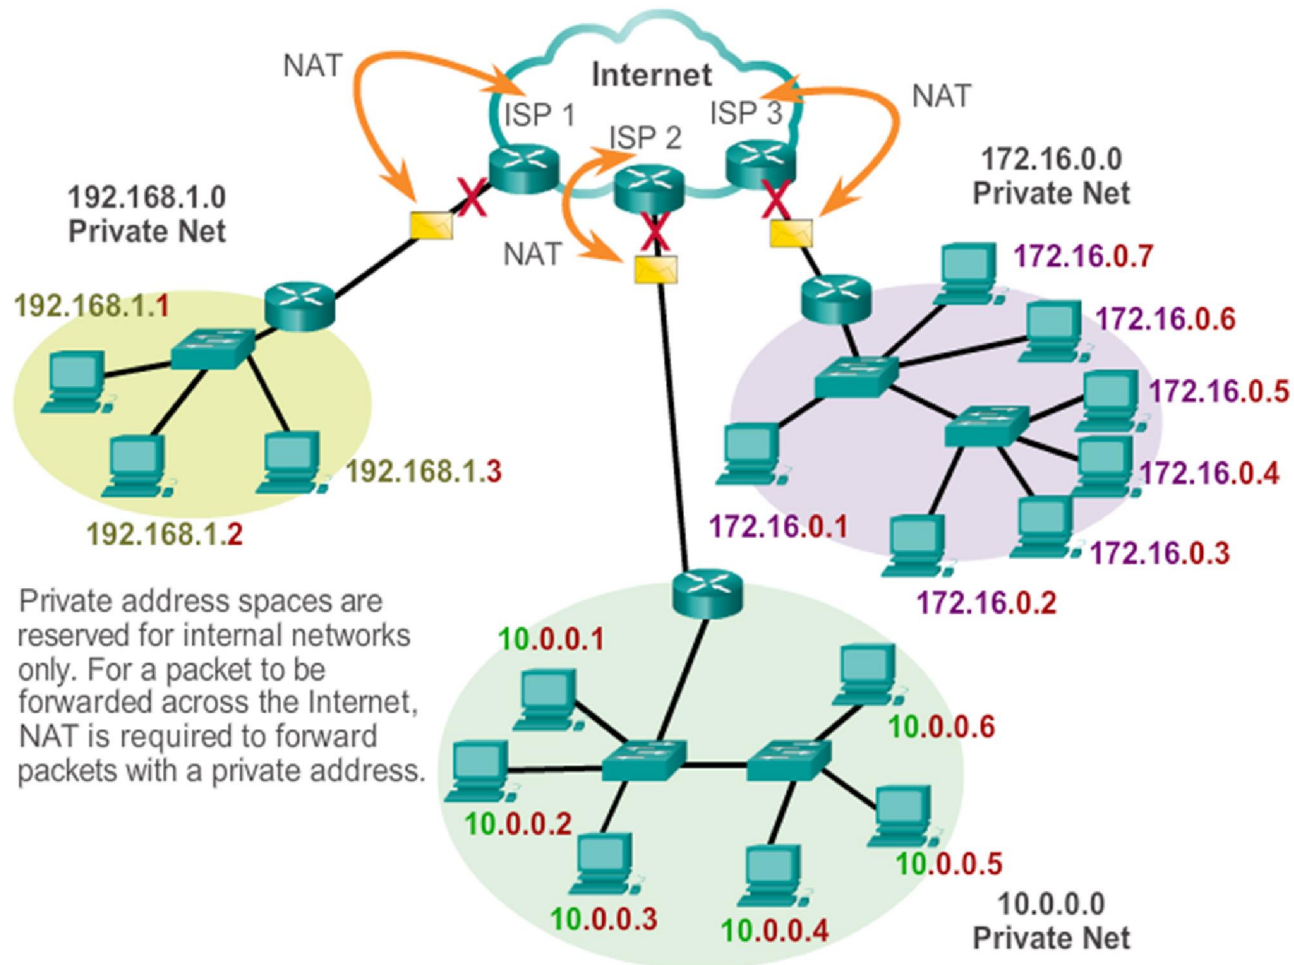 NAT
Internet
ISP 1
ISP 2
ISP 3
NAT
NAT
192.168.1.0
Private Net
172.16.0.0
Private Net
192.168.1.1
192.168.1.2
192.168.1.3
172.16.0.7
172.16.0.6
172.16.0.5
172.16.0.4
172.16.0.3
172.16.0.2
172.16.0.1
Private address spaces are
reserved for internal networks
only. For a packet to be
forwarded across the Internet,
NAT is required to forward
packets with a private address.
10.0.0.1
10.0.0.2
10.0.0.3
10.0.0.4
10.0.0.5
10.0.0.6
10.0.0.0
Private Net